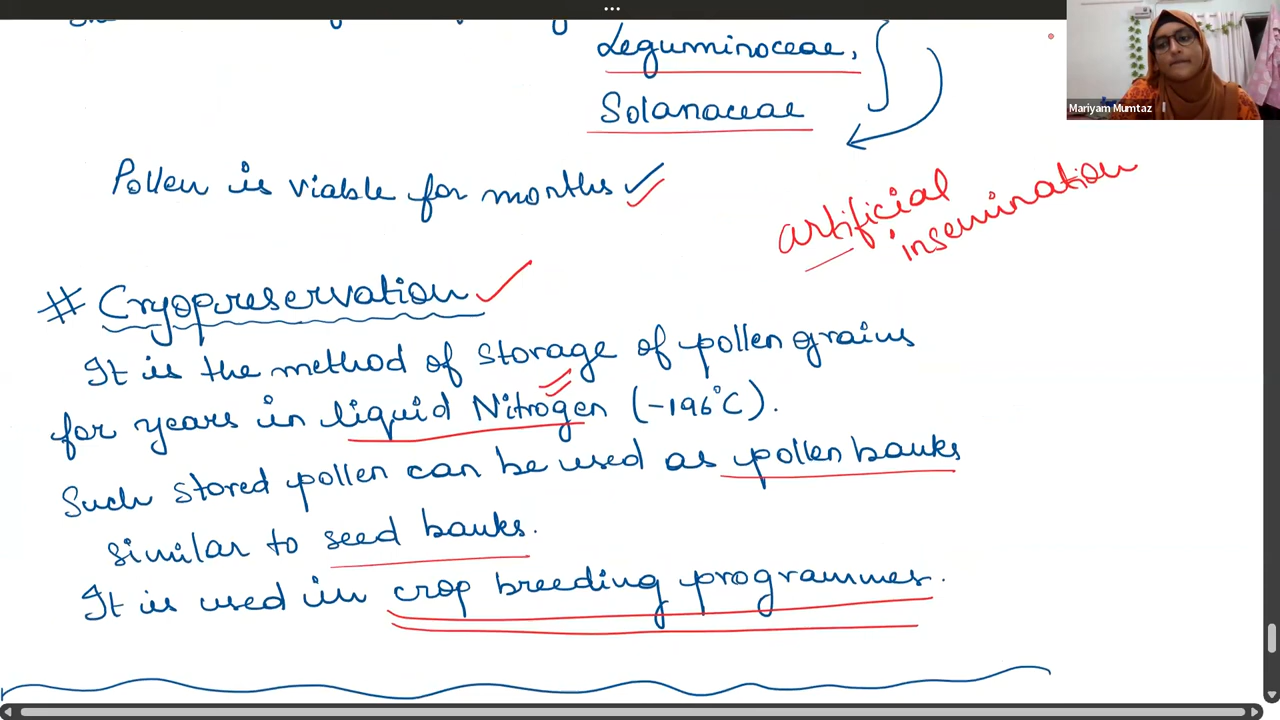 Leguminoceae,
Solanaceae
Mariyam Mumtaz
Pollen is viable for months
artificial
insemination
# Cryopreservation
It is the method of storage of pollen grains
for years in liquid Nitrogen (-196°C).
Such stored pollen can be used as pollen banks
similar to seed banks.
It is used in crop breeding programmes.